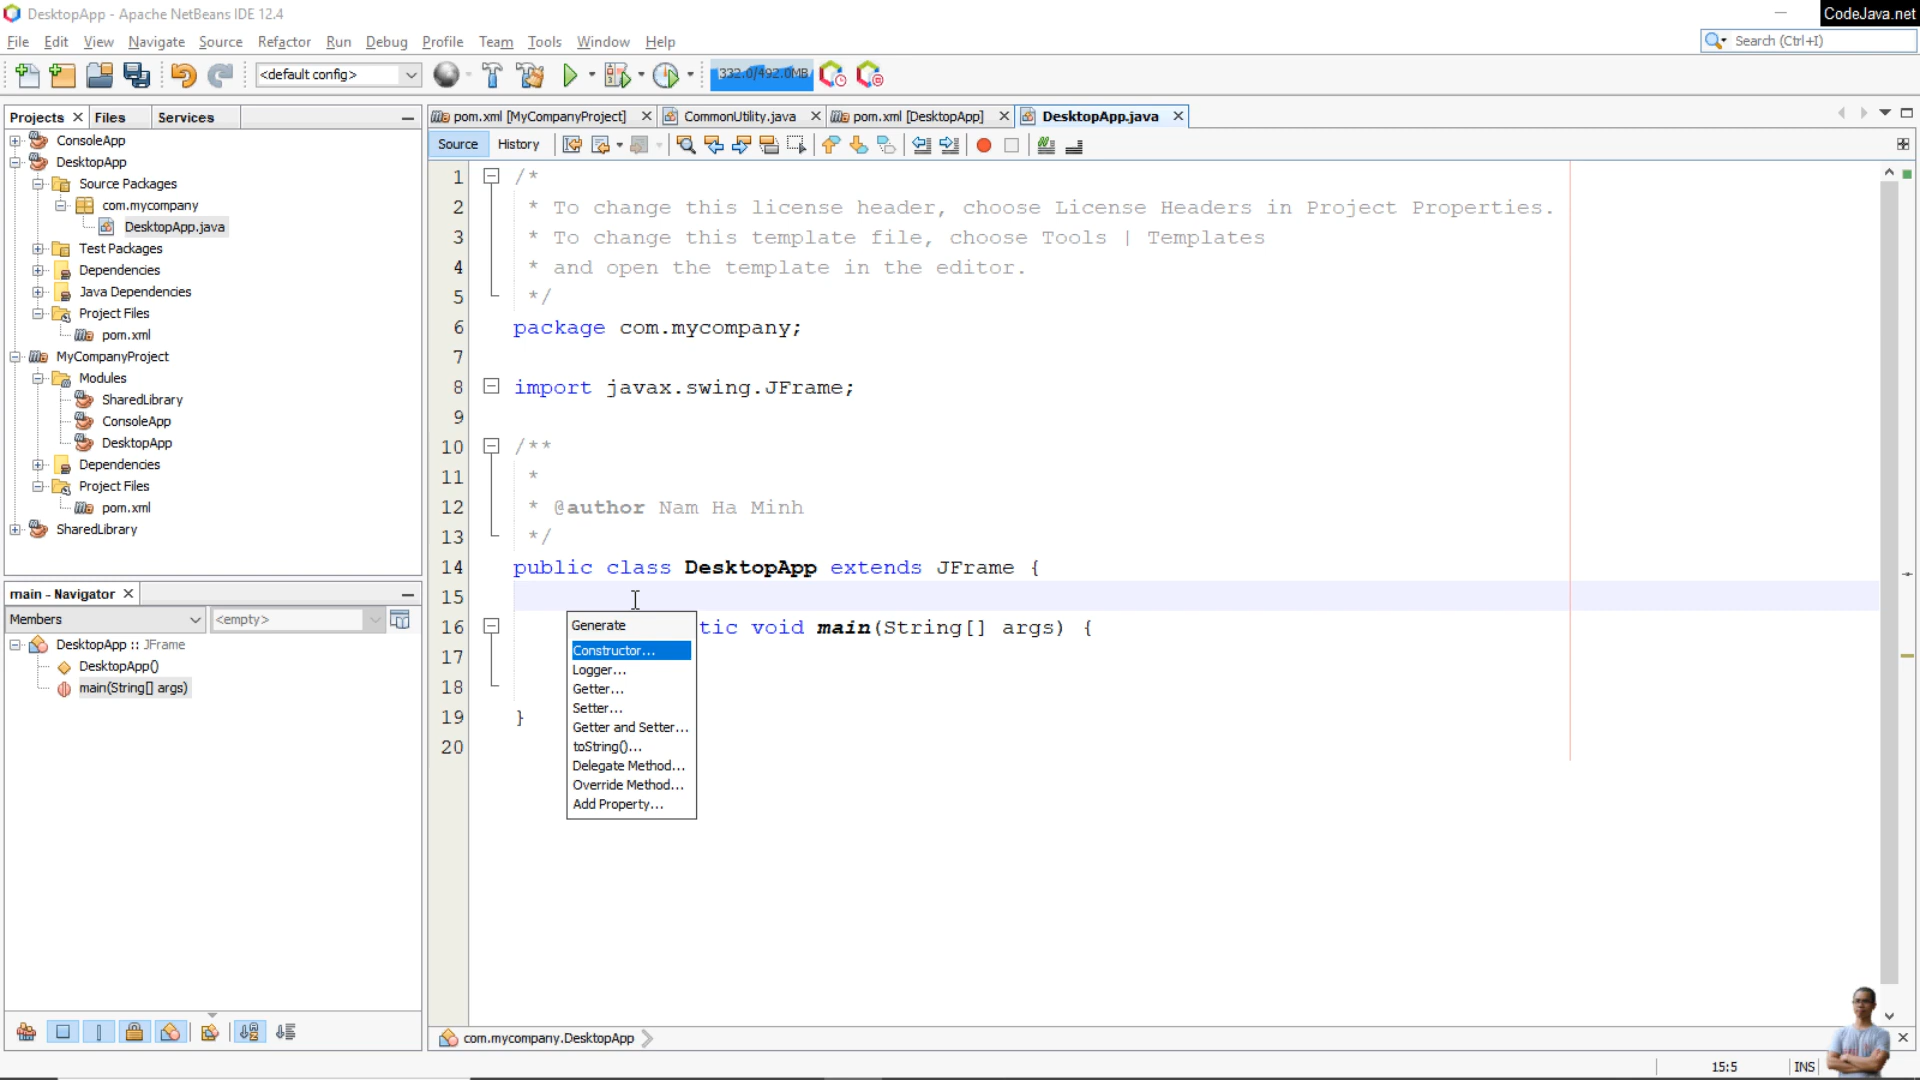 DesktopApp - Apache NetBeans IDE 12.4
CodeJava.net
File Edit View Navigate Source Refactor Run Debug Profile Team Tools Window Help
Search (Ctrl+I)
<default config>
332.0/492.0MB
Projects Files Services
ConsoleApp
DesktopApp
Source Packages
com.mycompany
DesktopApp.java
Test Packages
Dependencies
Java Dependencies
Project Files
pom.xml
MyCompanyProject
Modules
SharedLibrary
ConsoleApp
DesktopApp
Dependencies
Project Files
pom.xml
SharedLibrary
main - Navigator
Members <empty>
DesktopApp :: JFrame
DesktopApp()
main(String[] args)
pom.xml [MyCompanyProject] CommonUtility.java pom.xml [DesktopApp] DesktopApp.java
Source History
1 /*
2 * To change this license header, choose License Headers in Project Properties.
3 * To change this template file, choose Tools | Templates
4 * and open the template in the editor.
5 */
6 package com.mycompany;
7
8 import javax.swing.JFrame;
9
10 /**
11 *
12 * @author Nam Ha Minh
13 */
14 public class DesktopApp extends JFrame {
15
16 tic void main(String[] args) {
17
18
19 }
20
Generate
Constructor...
Logger...
Getter...
Setter...
Getter and Setter...
toString()...
Delegate Method...
Override Method...
Add Property...
com.mycompany.DesktopApp
15:5 INS